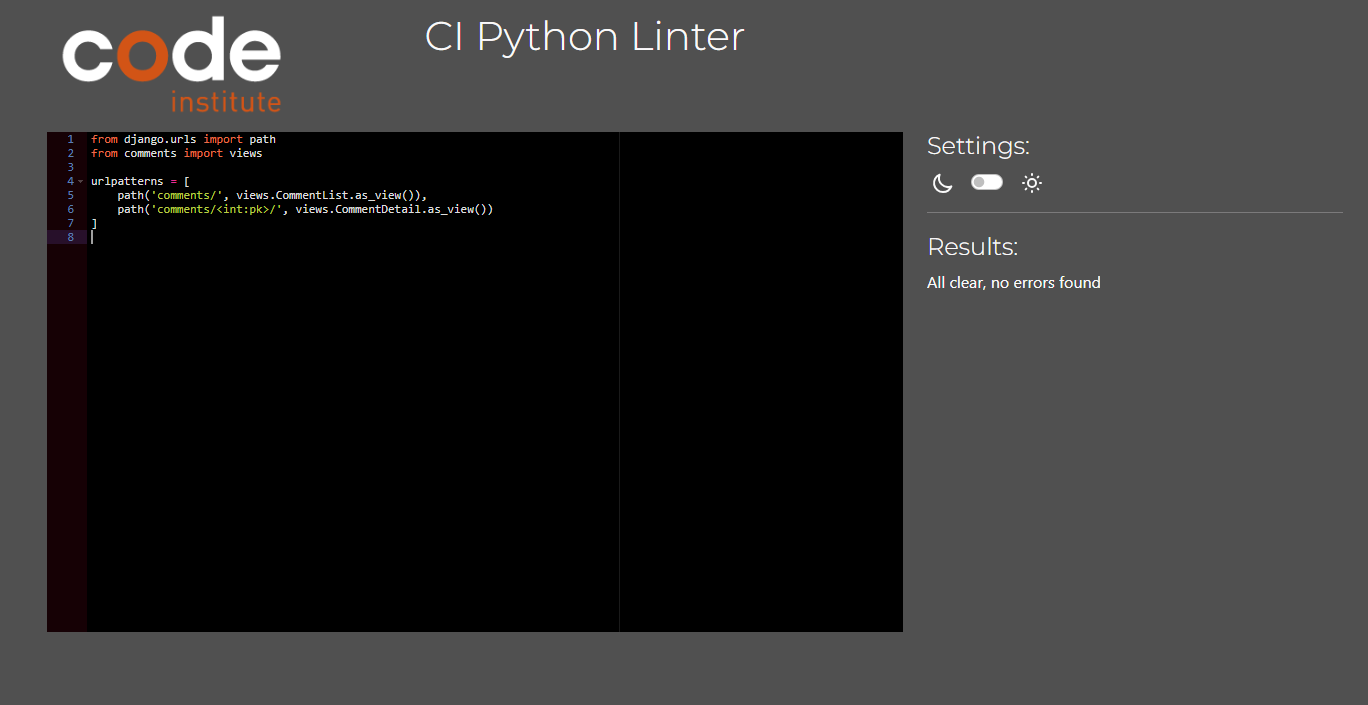 code
institute
CI Python Linter
1 from django.urls import path
2 from comments import views
3
4 urlpatterns = [
5     path('comments/', views.CommentList.as_view()),
6     path('comments/<int:pk>/', views.CommentDetail.as_view())
7 ]
8
Settings:
Results:
All clear, no errors found